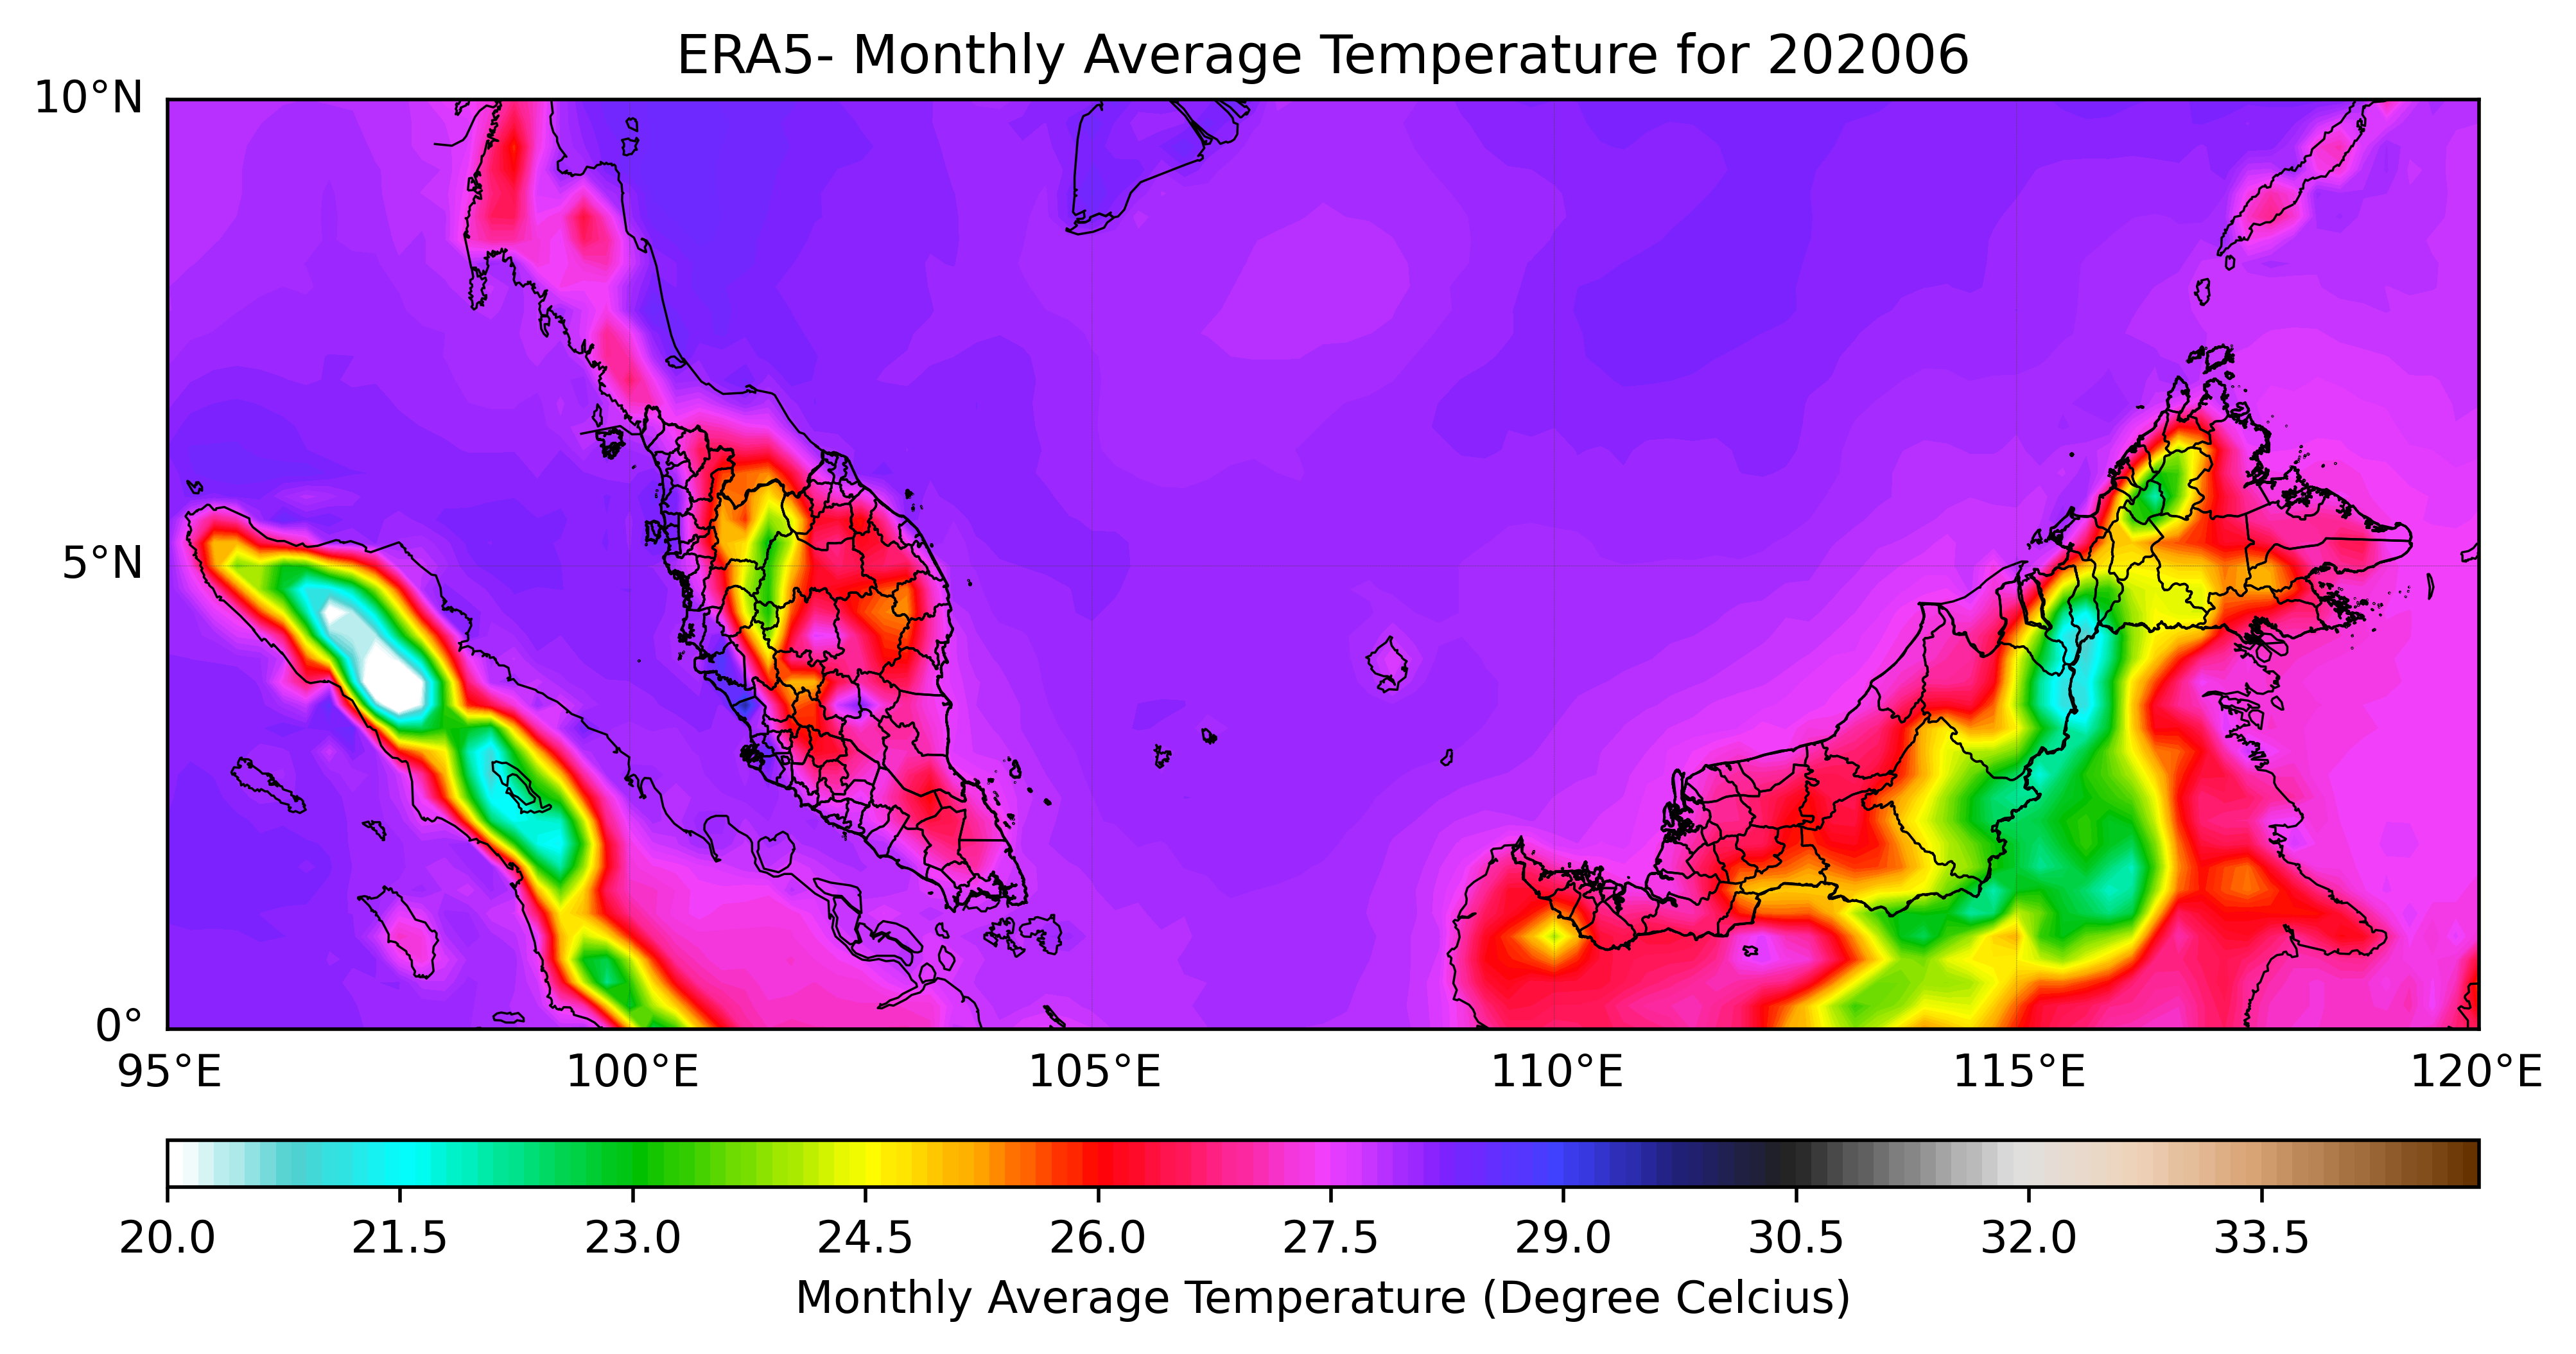 ERA5- Monthly Average Temperature for 202006
10°N
5°N
0°
95°E 100°E 105°E 110°E 115°E 120°E
20.0 21.5 23.0 24.5 26.0 27.5 29.0 30.5 32.0 33.5
Monthly Average Temperature (Degree Celcius)